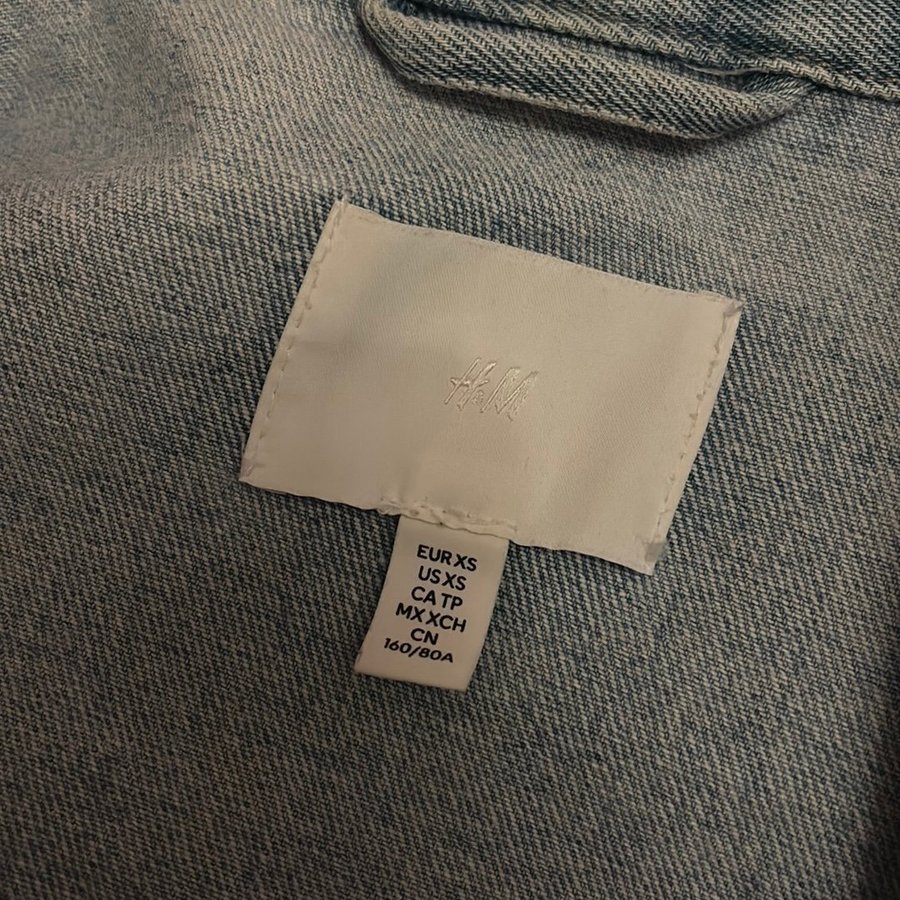 H&M
EUR XS
US XS
CA TP
MX XCH
CN
160/80A